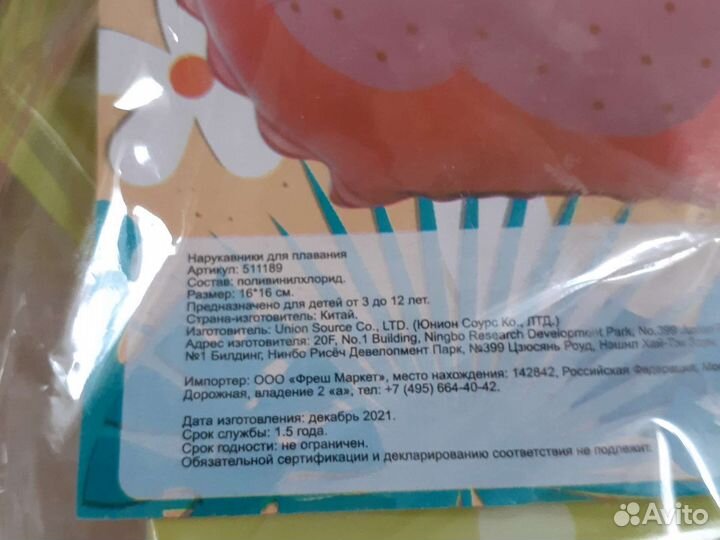 Нарукавники для плавания
Артикул: 511189
Состав: поливинилхлорид.
Размер: 16*16 см.
Предназначено для детей от 3 до 12 лет.
Страна-изготовитель: Китай.
Изготовитель: Union Source Co., LTD. (Юнион Соурс Ко., ЛТД.)
Адрес изготовителя: 20F, No.1 Building, Ningbo Research Development Park, No.399
№1 Билдинг, Нинбо Рисёч Девелопмент Парк, №399 Цзюсянь Роуд, Нэшнл Хай-Тэк
Импортер: ООО «Фреш Маркет», место нахождения: 142842, Российская Федерация,
Дорожная, владение 2 «а», тел: +7 (495) 664-40-42.
Дата изготовления: декабрь 2021.
Срок службы: 1.5 года.
Срок годности: не ограничен.
Обязательной сертификации и декларированию соответствия не подлежит.
Avito